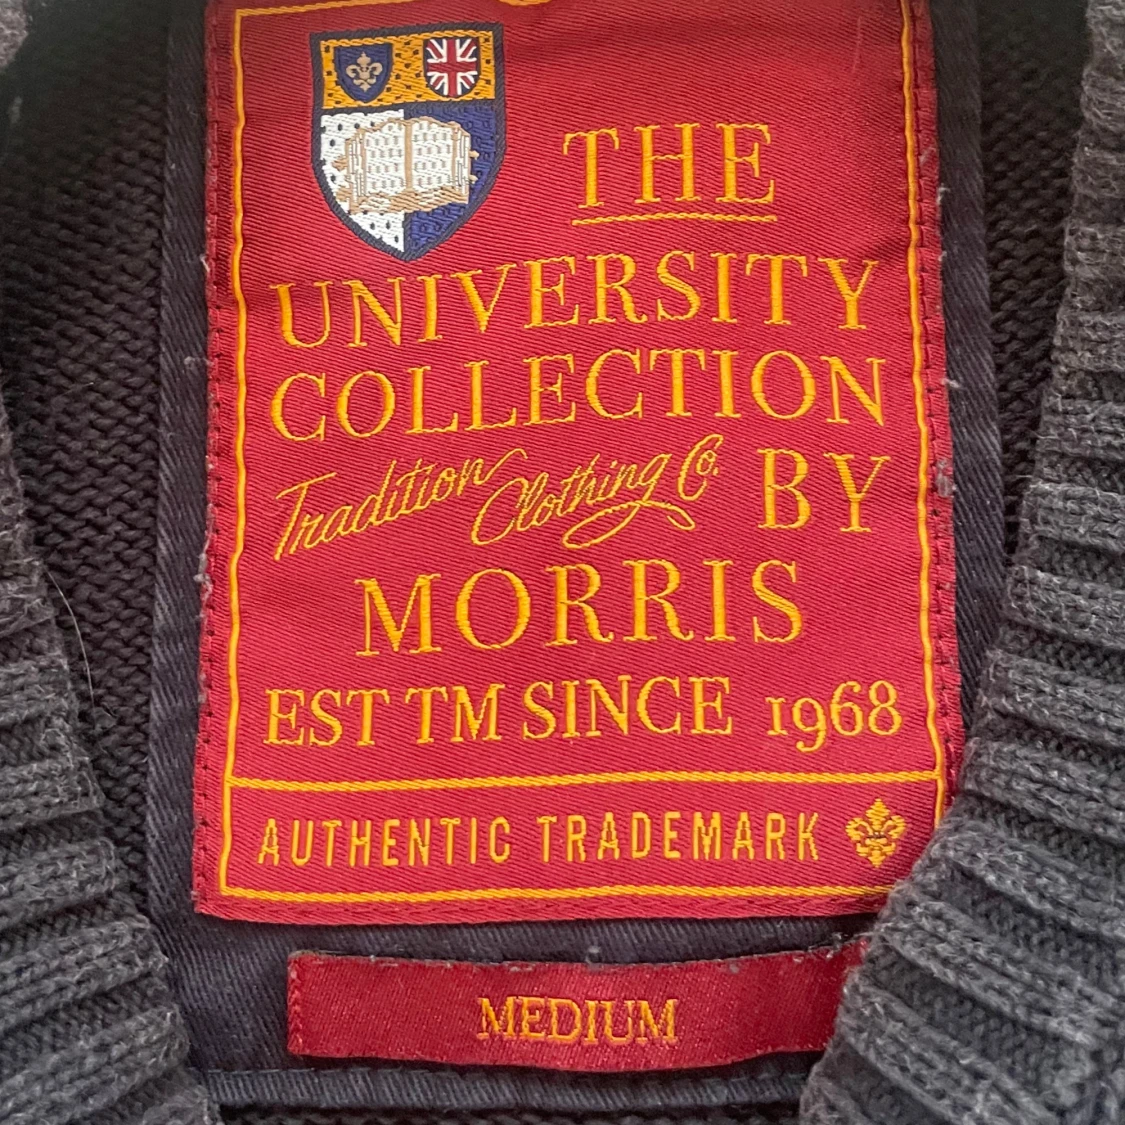 THE
UNIVERSITY
COLLECTION
Tradition Clothing Co. BY
MORRIS
EST TM SINCE 1968
AUTHENTIC TRADEMARK
MEDIUM